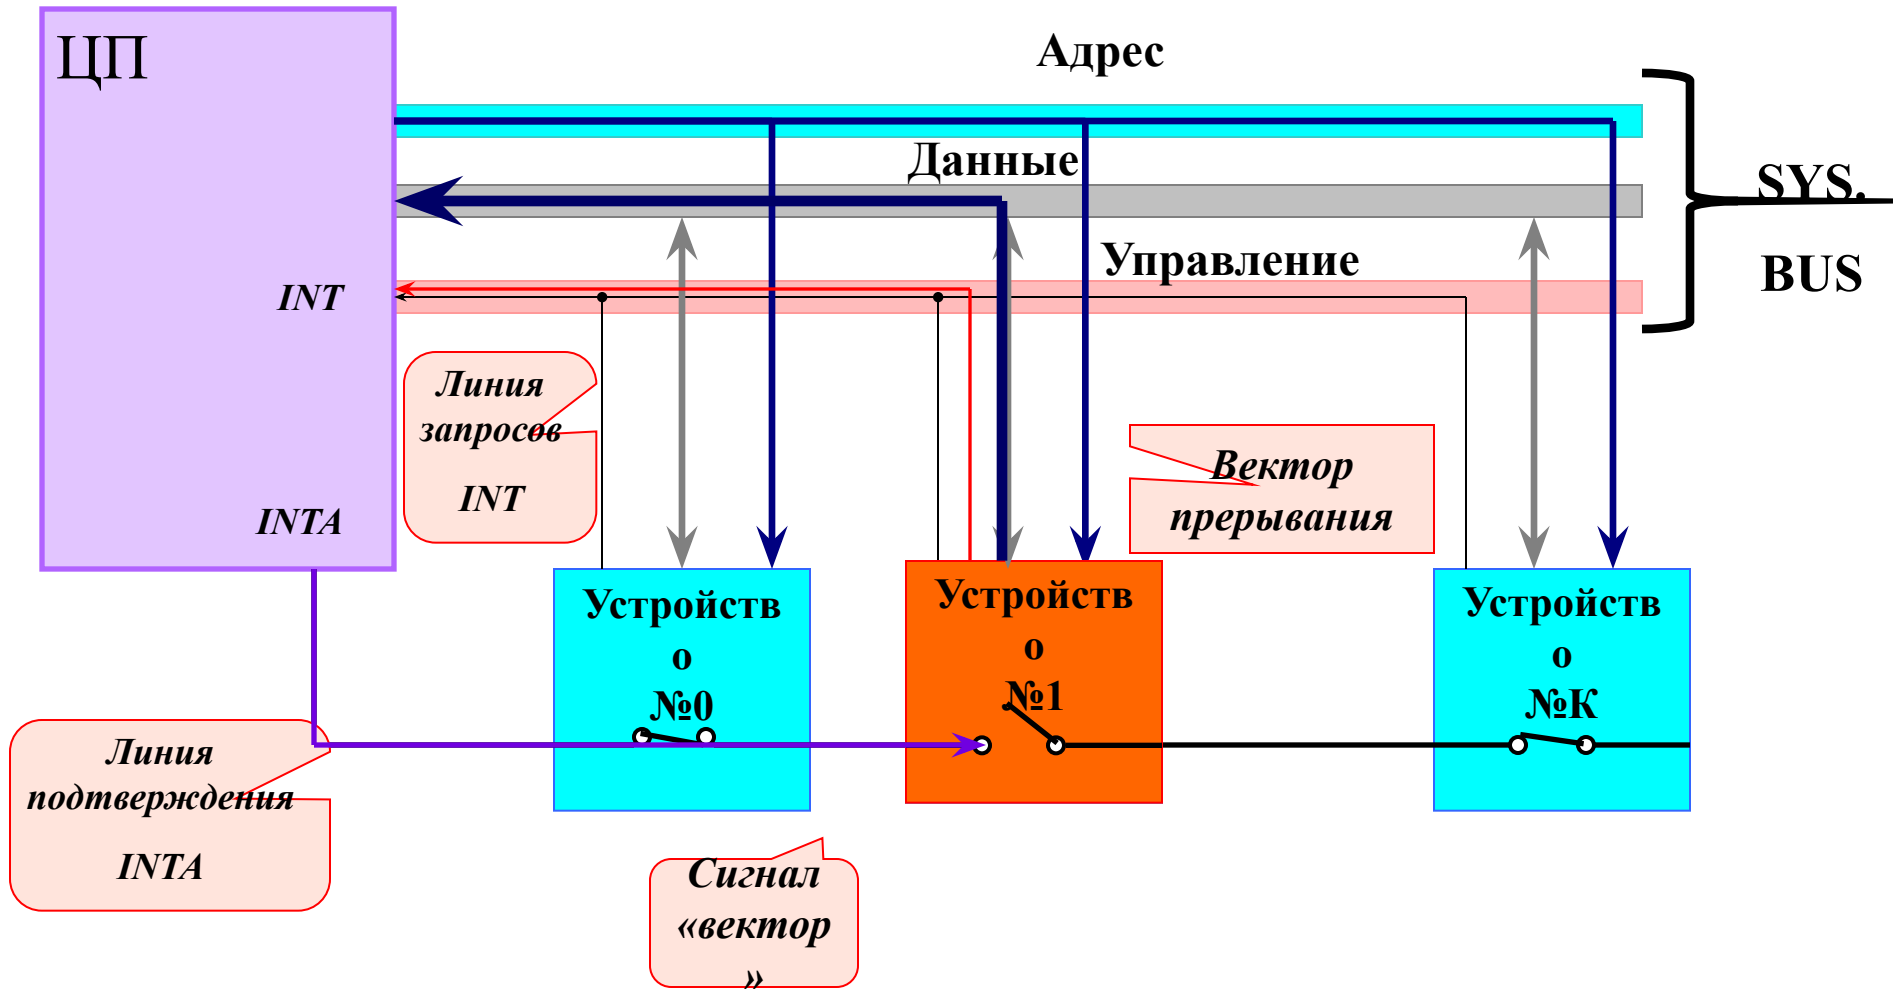 ЦП
Адрес
Данные
SYS.
BUS
Управление
INT
Линия
запросов
INT
Вектор
прерывания
INTA
Устройств
о
№0
Устройств
о
№1
Устройств
о
№К
Линия
подтверждения
INTA
Сигнал
«вектор
»